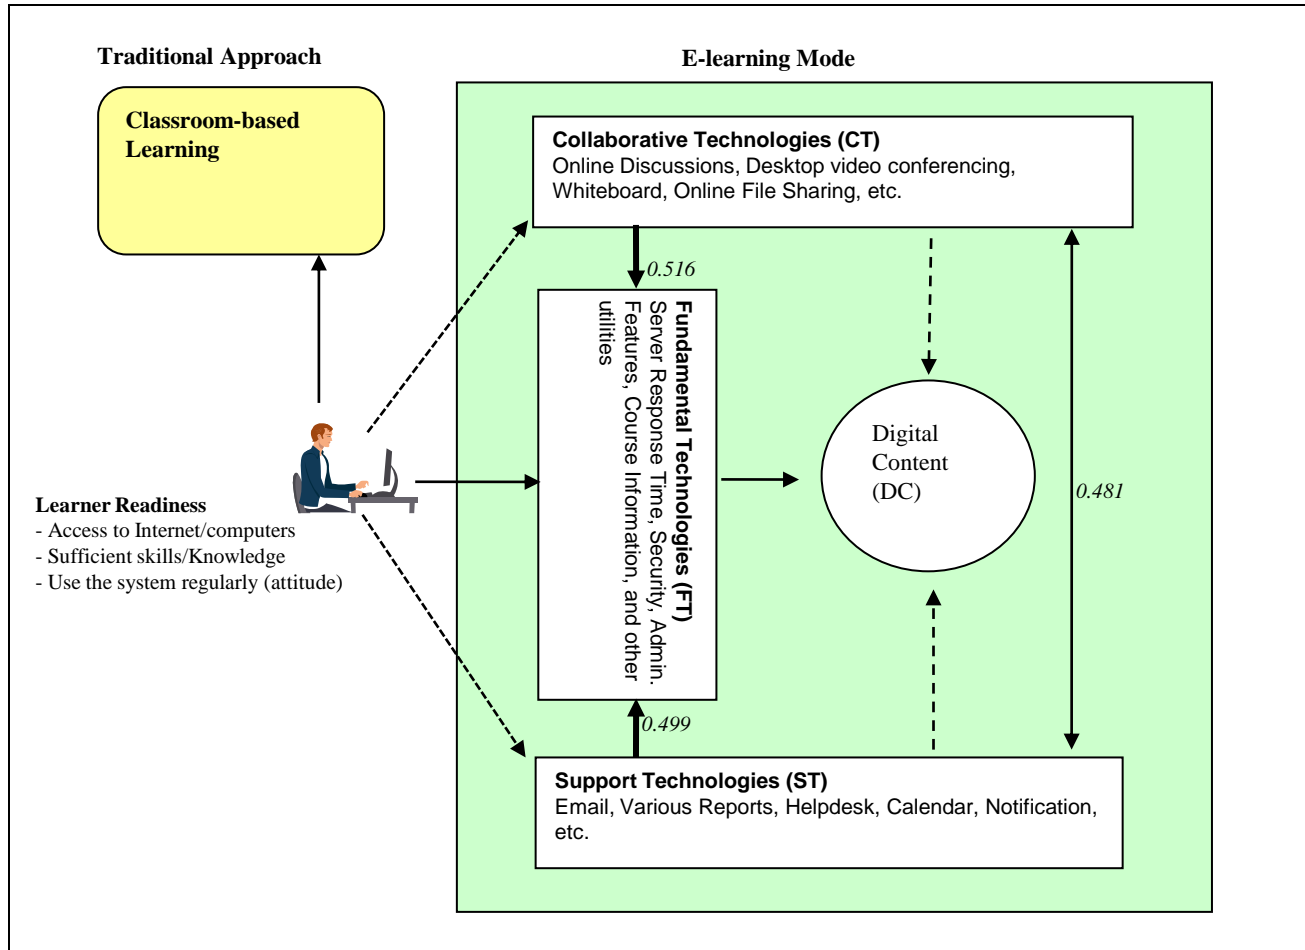 Traditional Approach
E-learning Mode
Classroom-based
Learning
Collaborative Technologies (CT)
Online Discussions, Desktop video conferencing,
Whiteboard, Online File Sharing, etc.
0.516
Fundamental Technologies (FT)
Server Response Time, Security, Admin.
Features, Course Information, and other
utilities
Digital
Content
(DC)
0.481
Learner Readiness
- Access to Internet/computers
- Sufficient skills/Knowledge
- Use the system regularly (attitude)
0.499
Support Technologies (ST)
Email, Various Reports, Helpdesk, Calendar, Notification,
etc.